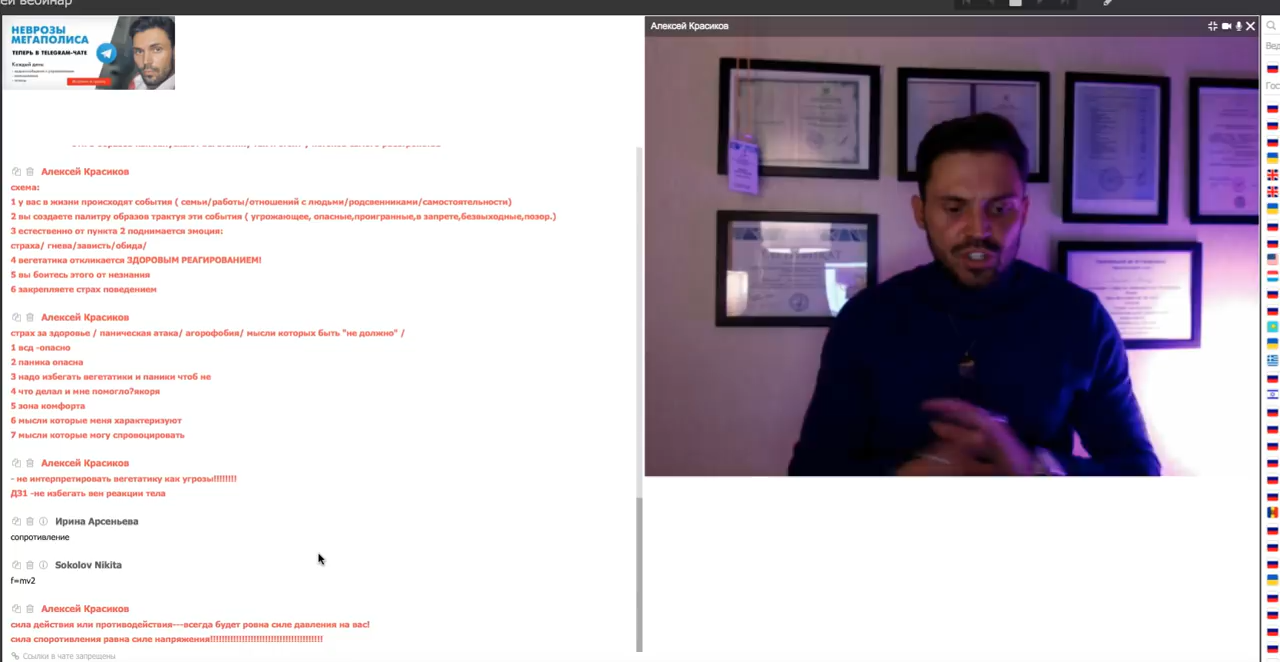 ей вебинар
НЕВРОЗЫ
МЕГАПОЛИСА
ТЕПЕРЬ В TELEGRAM-ЧАТЕ
Каждый день:
Алексей Красиков
схема:
1 у вас в жизни происходят события ( семьи/работы/отношений с людьми/родсвенниками/самостоятельности)
2 вы создаете палитру образов трактуя эти события ( угрожающее, опасные,проигранные,в запрете,безвыходные,позор.)
3 естественно от пункта 2 поднимается эмоция:
страха/ гнева/зависть/обида/
4 вегетатика откликается ЗДОРОВЫМ РЕАГИРОВАНИЕМ!
5 вы боитесь этого от незнания
6 закрепляете страх поведением
Алексей Красиков
страх за здоровье / паническая атака/ агорофобия/ мысли которых быть "не должно" /
1 всд -опасно
2 паника опасна
3 надо избегать вегетатики и паники чтоб не
4 что делал и мне помогло?якоря
5 зона комфорта
6 мысли которые меня характеризуют
7 мысли которые могу спровоцировать
Алексей Красиков
- не интерпретировать вегетатику как угрозы!!!!!!!!
ДЗ1 -не избегать вен реакции тела
Ирина Арсеньева
сопротивление
Sokolov Nikita
f=mv2
Алексей Красиков
сила действия или противодействия---всегда будет ровна силе давления на вас!
сила споротивления равна силе напряжения!!!!!!!!!!!!!!!!!!!!!!!!!!!!!!!!!!!!!!!
Ссылки в чате запрещены
Алексей Красиков
Вед
Гос